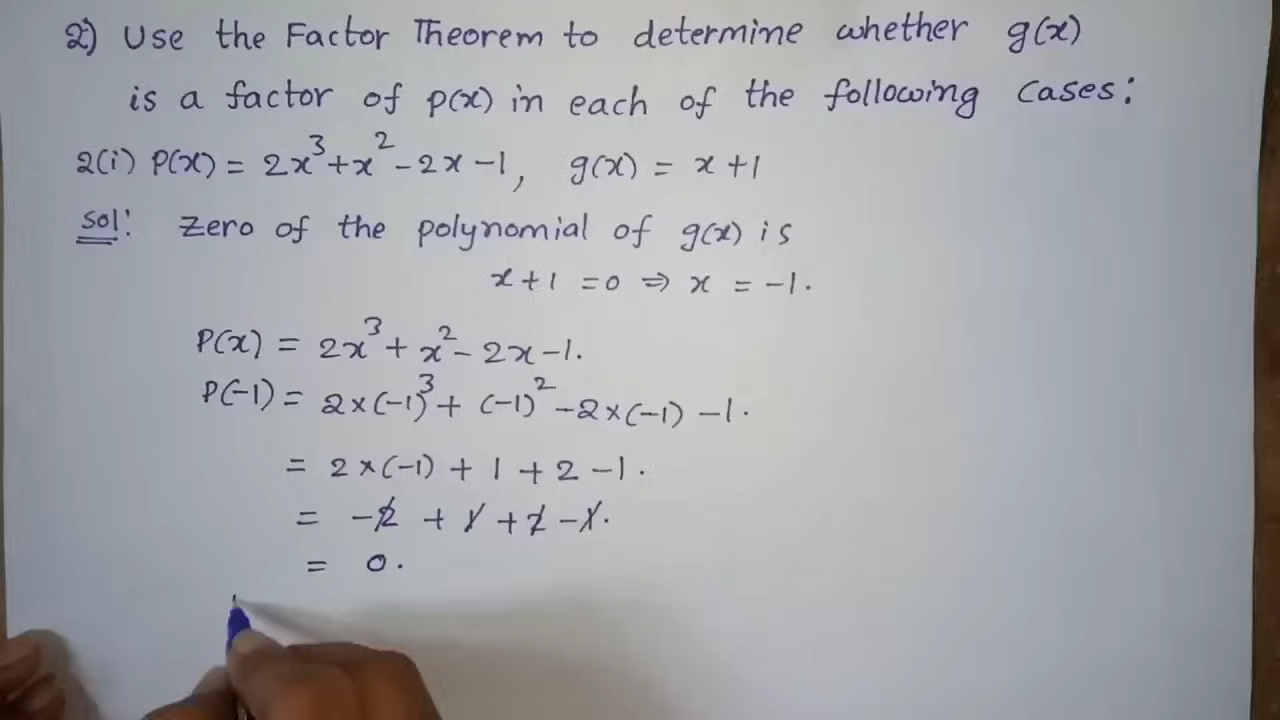 2) Use the Factor Theorem to determine whether g(x)
is a factor of p(x) in each of the following cases:
2(i) P(x) = 2x³+x²-2x-1, g(x) = x+1
Sol: Zero of the polynomial of g(x) is
x+1 =0 ⇒ x = -1.
P(x) = 2x³ + x² - 2x - 1.
P(-1) = 2×(-1)³ + (-1)² - 2×(-1) - 1.
= 2×(-1) + 1 + 2 - 1.
= -2 + 1 + 2 - 1.
= 0.